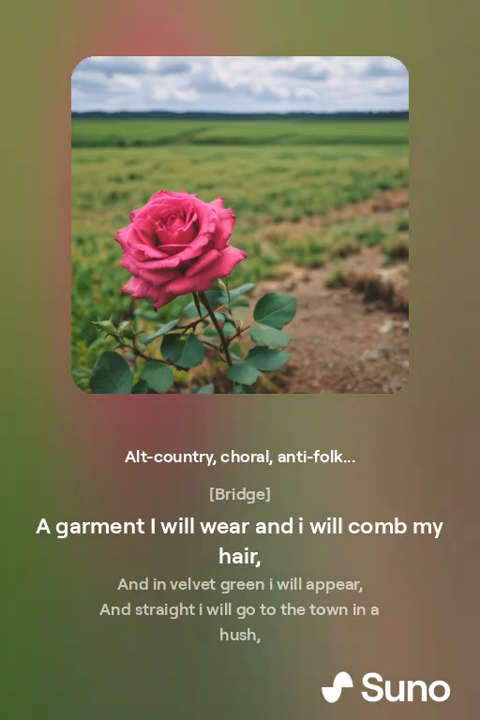 Alt-country, choral, anti-folk...
[Bridge]
A garment I will wear and i will comb my
hair,
And in velvet green i will appear,
And straight i will go to the town in a
hush,
Suno